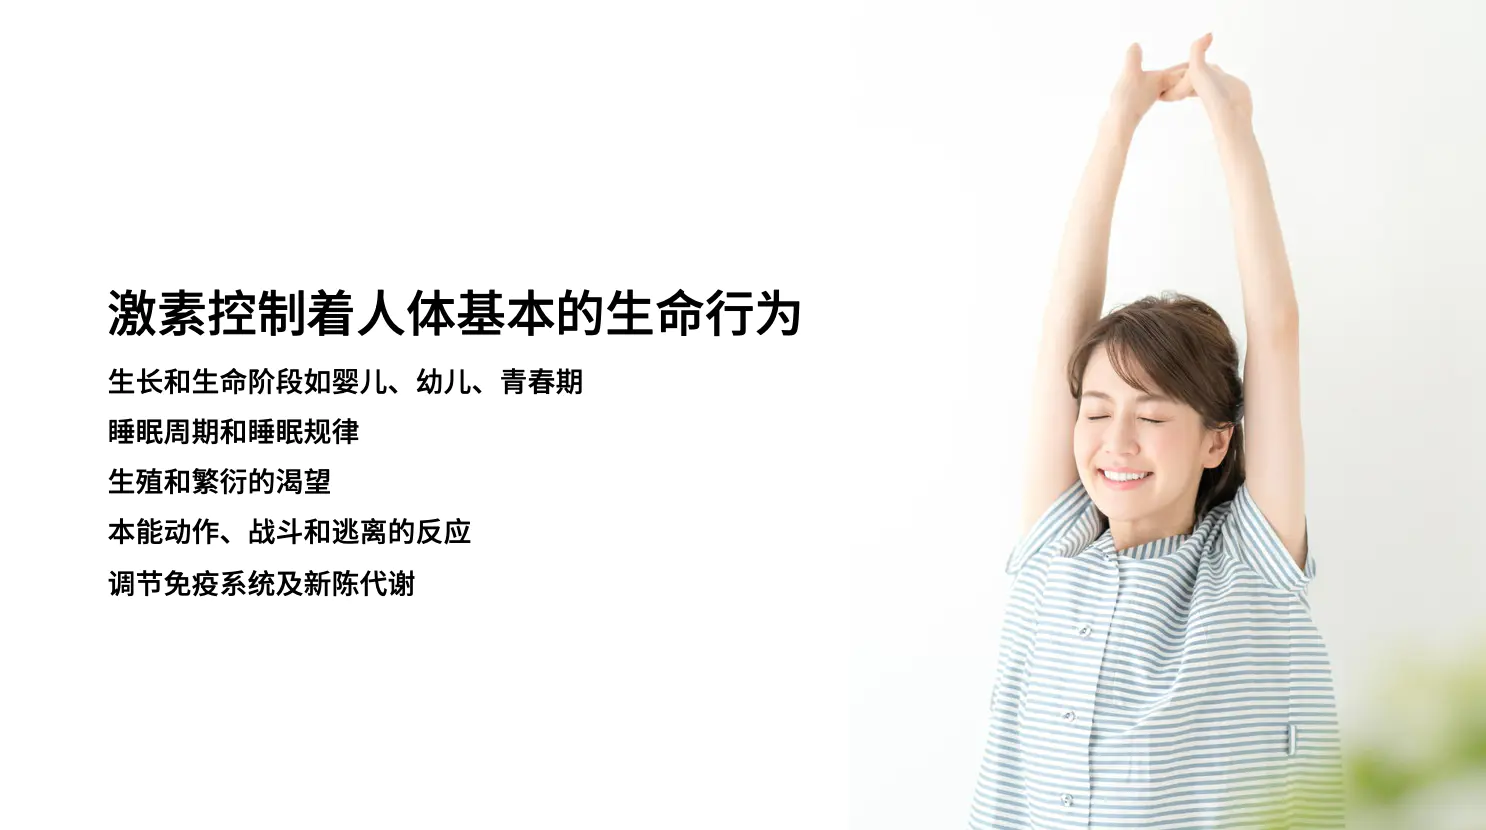 激素控制着人体基本的生命行为
生长和生命阶段如婴儿、幼儿、青春期
睡眠周期和睡眠规律
生殖和繁衍的渴望
本能动作、战斗和逃离的反应
调节免疫系统及新陈代谢